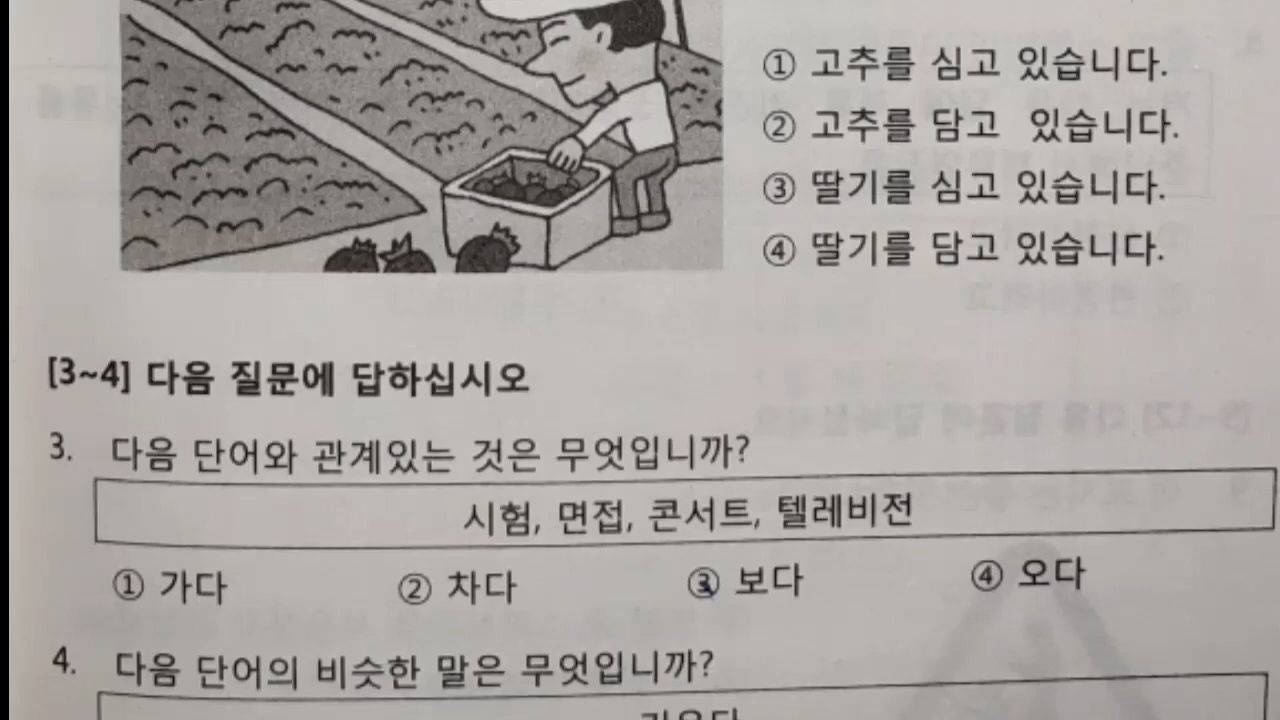 ① 고추를 심고 있습니다.
② 고추를 담고 있습니다.
③ 딸기를 심고 있습니다.
④ 딸기를 담고 있습니다.
[3~4] 다음 질문에 답하십시오
3. 다음 단어와 관계있는 것은 무엇입니까?
시험, 면접, 콘서트, 텔레비전
① 가다 ② 차다 ③ 보다 ④ 오다
4. 다음 단어의 비슷한 말은 무엇입니까?